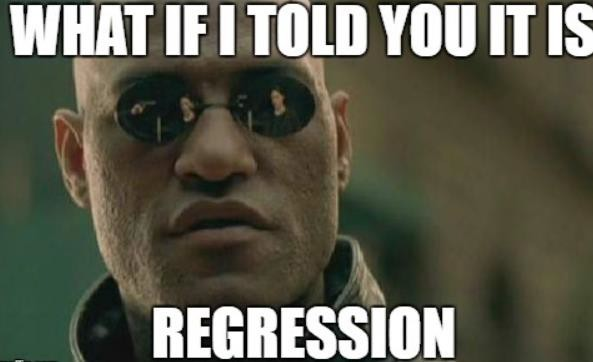 WHAT IF I TOLD YOU IT IS
REGRESSION